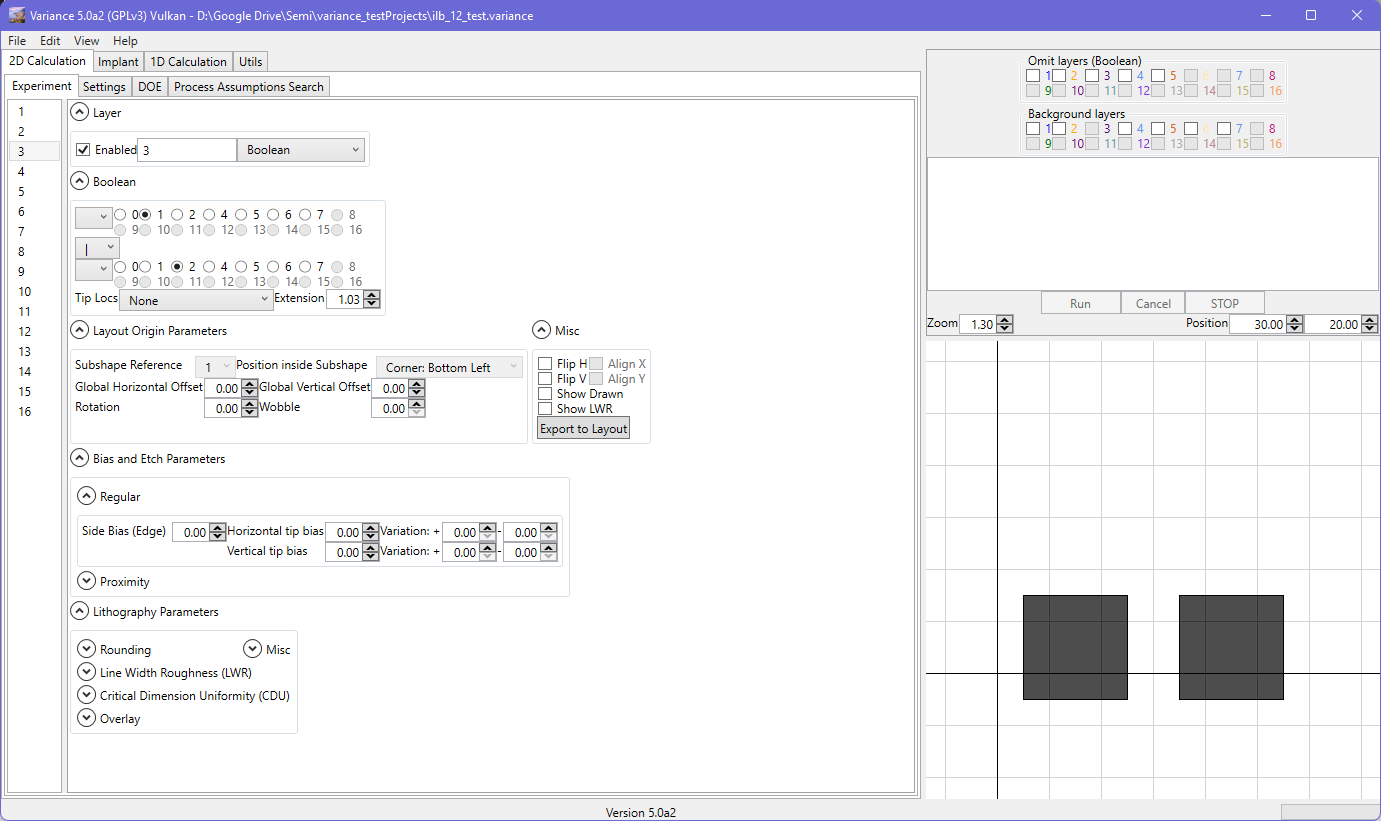 Variance 5.0a2 (GPLv3) Vulkan - D:\Google Drive\Semi\variance_testProjects\ilb_12_test.variance
File Edit View Help
2D Calculation Implant 1D Calculation Utils
Experiment Settings DOE Process Assumptions Search
1
2
3
4
5
6
7
8
9
10
11
12
13
14
15
16
Layer
Enabled 3 Boolean
Boolean
0 1 2 4 5 6 7 8
9 10 11 12 13 14 15 16
|
0 1 2 4 5 6 7 8
9 10 11 12 13 14 15 16
Tip Locs None Extension 1.03
Layout Origin Parameters
Subshape Reference 1 Position inside Subshape Corner: Bottom Left
Global Horizontal Offset 0.00 Global Vertical Offset 0.00
Rotation 0.00 Wobble 0.00
Misc
Flip H Align X
Flip V Align Y
Show Drawn
Show LWR
Export to Layout
Bias and Etch Parameters
Regular
Side Bias (Edge) 0.00 Horizontal tip bias 0.00 Variation: + 0.00 - 0.00
Vertical tip bias 0.00 Variation: + 0.00 - 0.00
Proximity
Lithography Parameters
Rounding Misc
Line Width Roughness (LWR)
Critical Dimension Uniformity (CDU)
Overlay
Omit layers (Boolean)
1 2 3 4 5 6 7 8
9 10 11 12 13 14 15 16
Background layers
1 2 3 4 5 6 7 8
9 10 11 12 13 14 15 16
Run Cancel STOP
Zoom 1.30 Position 30.00 20.00
Version 5.0a2